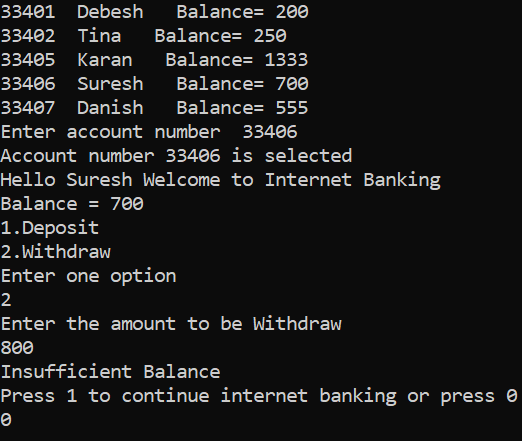 33401  Debesh   Balance= 200
33402  Tina   Balance= 250
33405  Karan   Balance= 1333
33406  Suresh   Balance= 700
33407  Danish   Balance= 555
Enter account number  33406
Account number 33406 is selected
Hello Suresh Welcome to Internet Banking
Balance = 700
1.Deposit
2.Withdraw
Enter one option
2
Enter the amount to be Withdraw
800
Insufficient Balance
Press 1 to continue internet banking or press 0
0